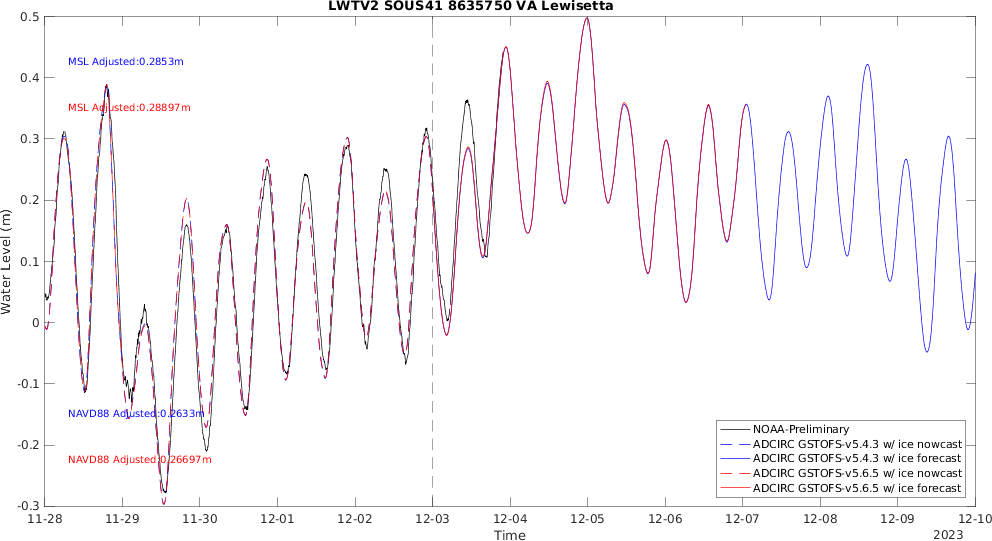 LWTV2 SOUS41 8635750 VA Lewisetta
0.5
0.4
0.3
0.2
0.1
0
-0.1
-0.2
-0.3
Water Level (m)
MSL Adjusted:0.2853m
MSL Adjusted:0.28897m
NAVD88 Adjusted:0.2633m
NAVD88 Adjusted:0.26697m
NOAA-Preliminary
ADCIRC GSTOFS-v5.4.3 w/ ice nowcast
ADCIRC GSTOFS-v5.4.3 w/ ice forecast
ADCIRC GSTOFS-v5.6.5 w/ ice nowcast
ADCIRC GSTOFS-v5.6.5 w/ ice forecast
11-28 11-29 11-30 12-01 12-02 12-03 12-04 12-05 12-06 12-07 12-08 12-09 12-10
Time
2023